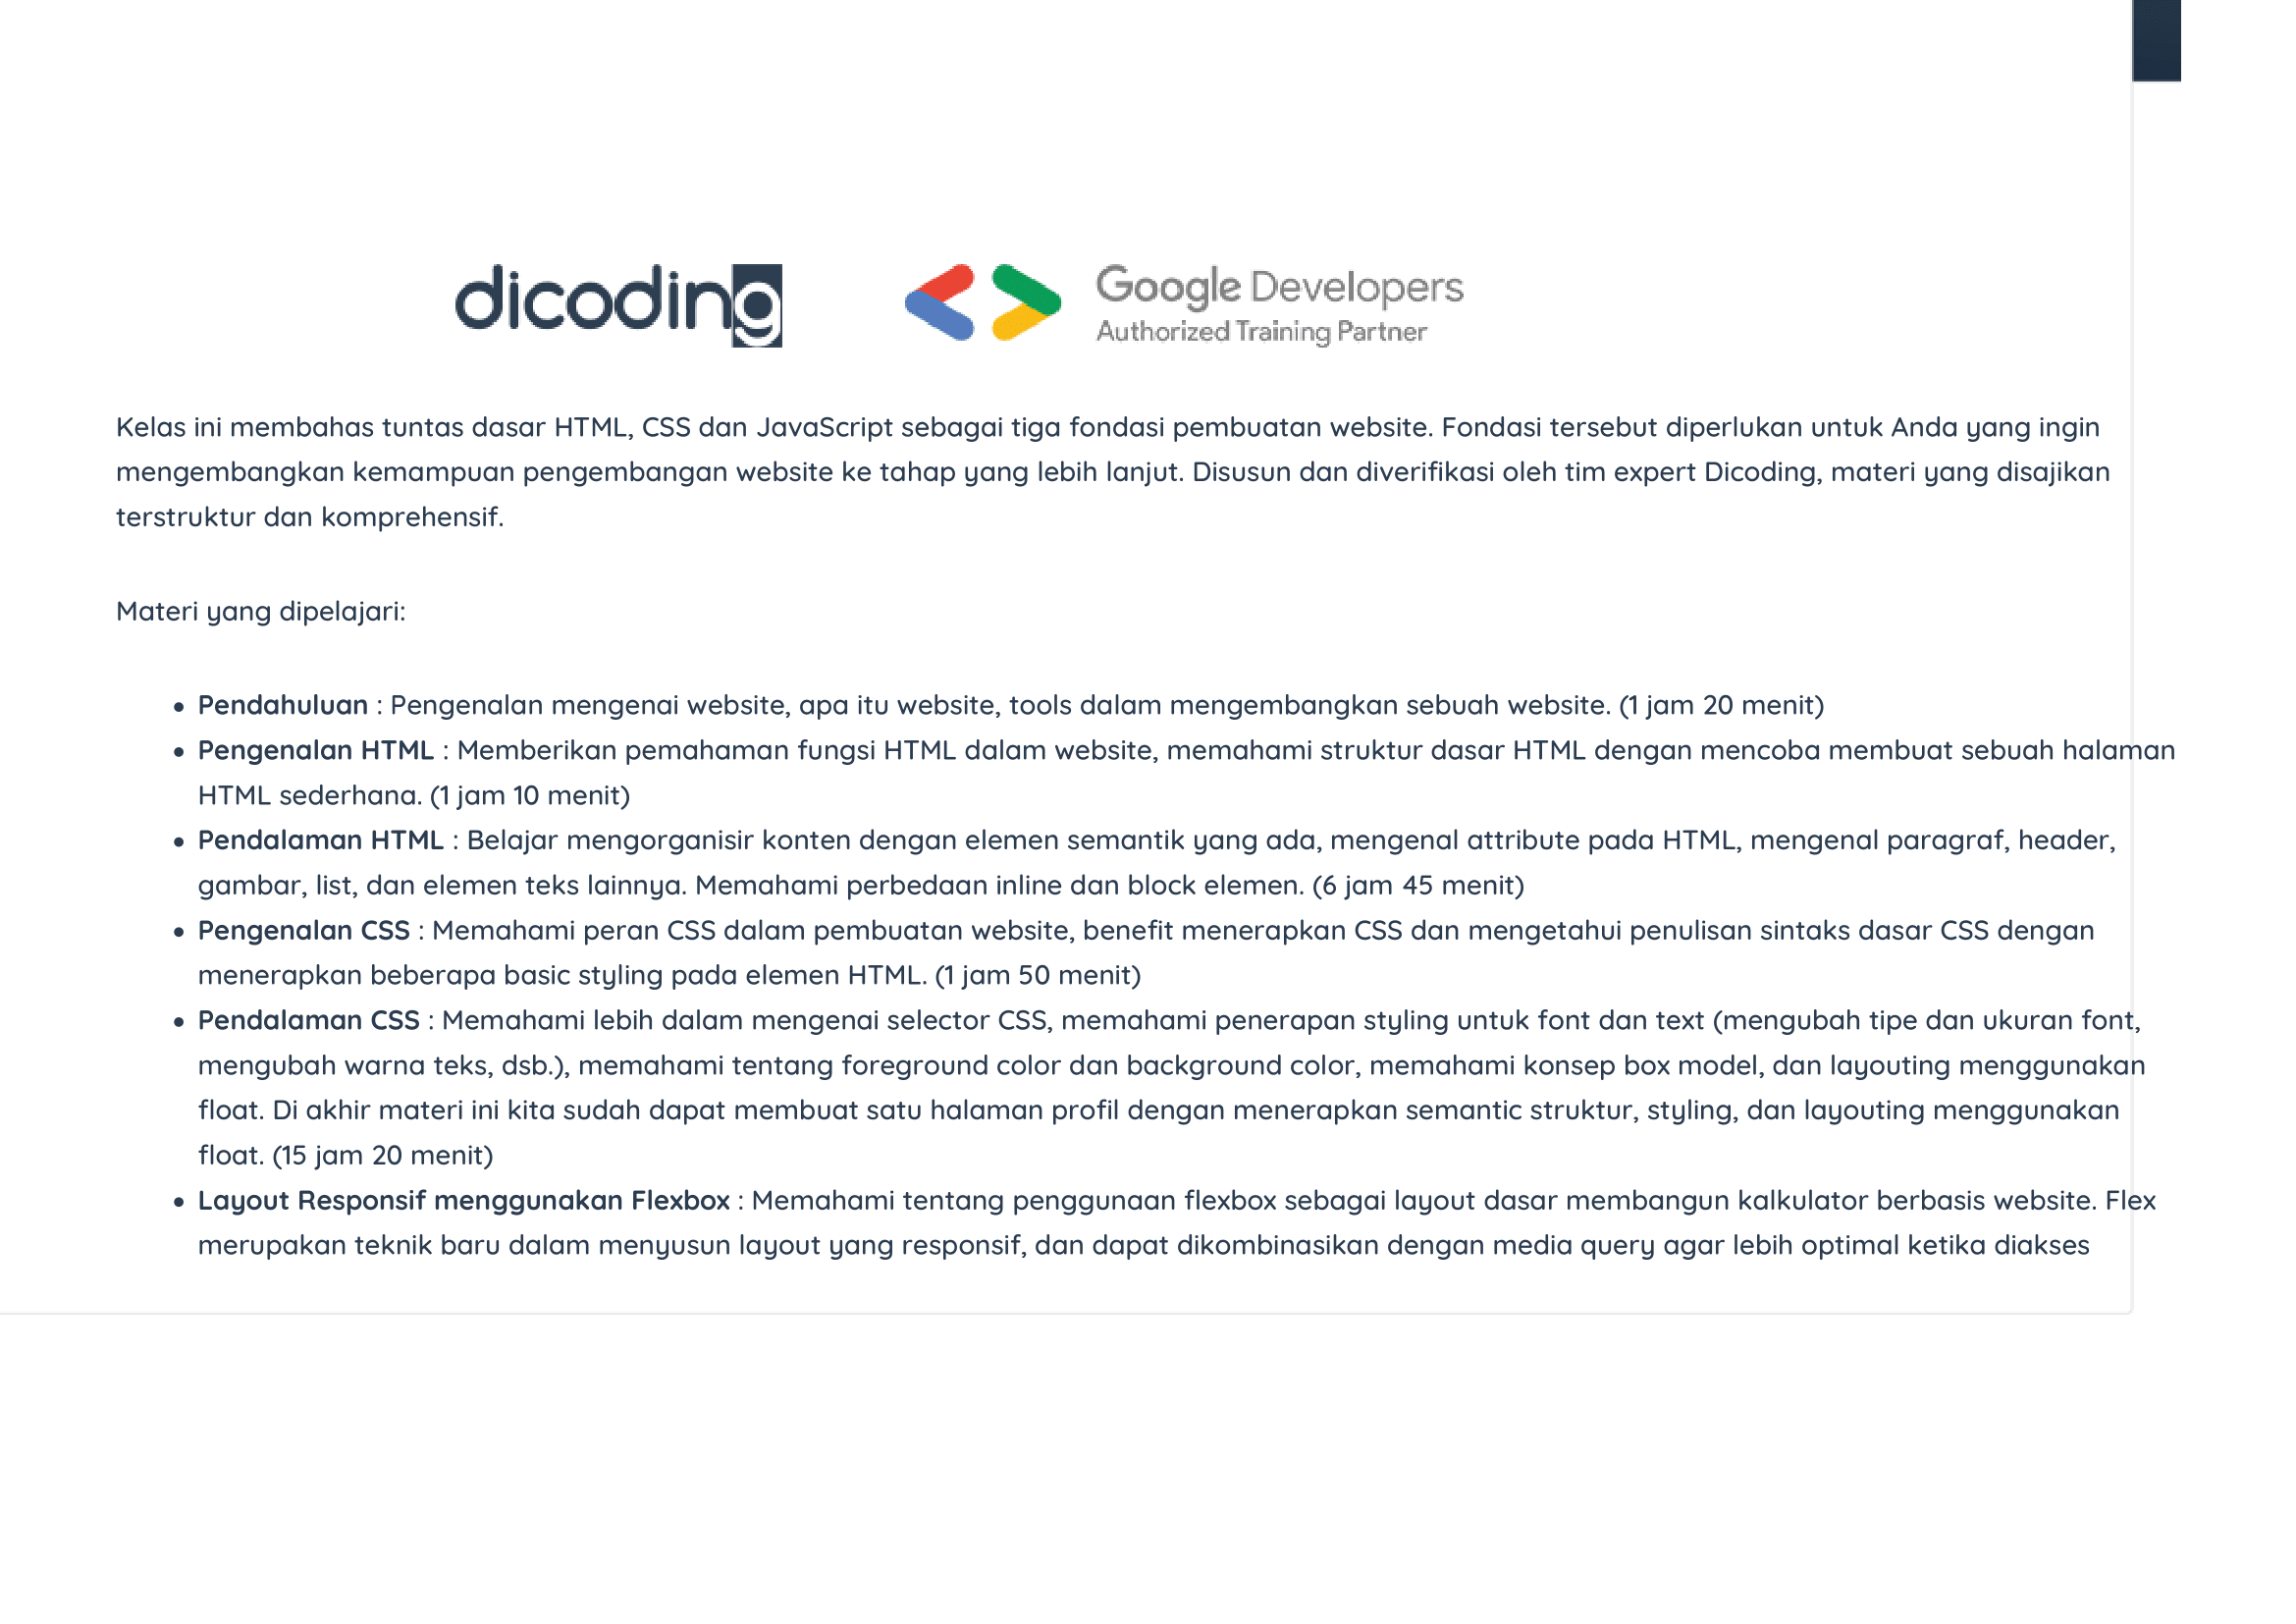 dicoding
Google Developers
Authorized Training Partner
Kelas ini membahas tuntas dasar HTML, CSS dan JavaScript sebagai tiga fondasi pembuatan website. Fondasi tersebut diperlukan untuk Anda yang ingin
mengembangkan kemampuan pengembangan website ke tahap yang lebih lanjut. Disusun dan diverifikasi oleh tim expert Dicoding, materi yang disajikan
terstruktur dan komprehensif.
Materi yang dipelajari:
• Pendahuluan : Pengenalan mengenai website, apa itu website, tools dalam mengembangkan sebuah website. (1 jam 20 menit)
• Pengenalan HTML : Memberikan pemahaman fungsi HTML dalam website, memahami struktur dasar HTML dengan mencoba membuat sebuah halaman
HTML sederhana. (1 jam 10 menit)
• Pendalaman HTML : Belajar mengorganisir konten dengan elemen semantik yang ada, mengenal attribute pada HTML, mengenal paragraf, header,
gambar, list, dan elemen teks lainnya. Memahami perbedaan inline dan block elemen. (6 jam 45 menit)
• Pengenalan CSS : Memahami peran CSS dalam pembuatan website, benefit menerapkan CSS dan mengetahui penulisan sintaks dasar CSS dengan
menerapkan beberapa basic styling pada elemen HTML. (1 jam 50 menit)
• Pendalaman CSS : Memahami lebih dalam mengenai selector CSS, memahami penerapan styling untuk font dan text (mengubah tipe dan ukuran font,
mengubah warna teks, dsb.), memahami tentang foreground color dan background color, memahami konsep box model, dan layouting menggunakan
float. Di akhir materi ini kita sudah dapat membuat satu halaman profil dengan menerapkan semantic struktur, styling, dan layouting menggunakan
float. (15 jam 20 menit)
• Layout Responsif menggunakan Flexbox : Memahami tentang penggunaan flexbox sebagai layout dasar membangun kalkulator berbasis website. Flex
merupakan teknik baru dalam menyusun layout yang responsif, dan dapat dikombinasikan dengan media query agar lebih optimal ketika diakses